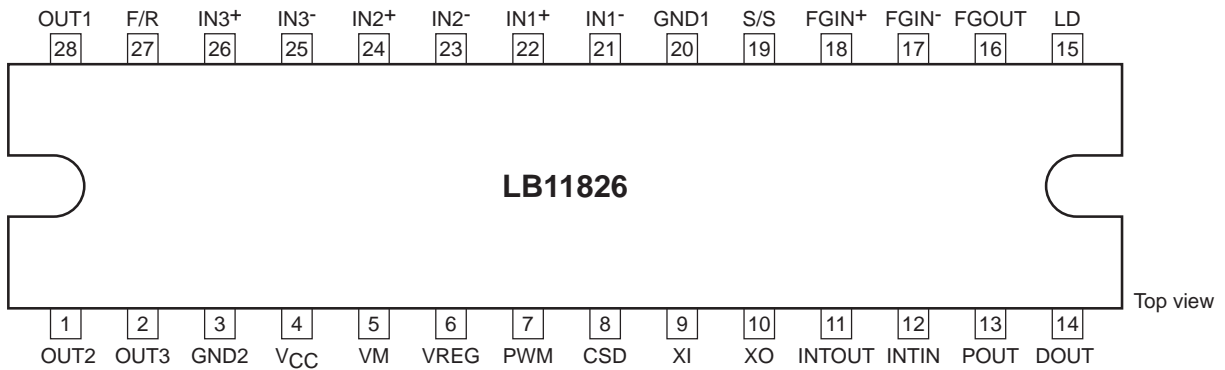 OUT1 F/R IN3+ IN3- IN2+ IN2- IN1+ IN1- GND1 S/S FGIN+ FGIN- FGOUT LD
28 27 26 25 24 23 22 21 20 19 18 17 16 15
LB11826
Top view
1 2 3 4 5 6 7 8 9 10 11 12 13 14
OUT2 OUT3 GND2 VCC VM VREG PWM CSD XI XO INTOUT INTIN POUT DOUT